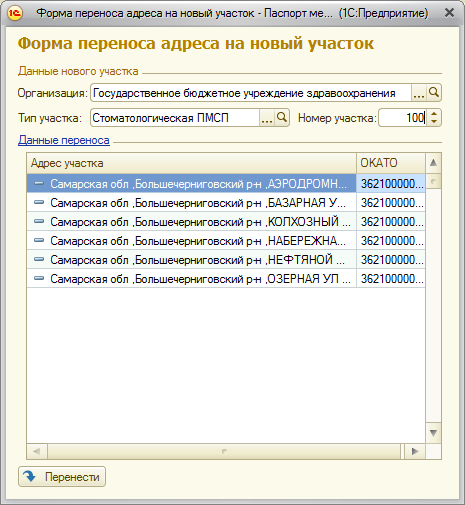 Форма переноса адреса на новый участок - Паспорт ме... (1С:Предприятие)
Форма переноса адреса на новый участок
Данные нового участка
Организация: Государственное бюджетное учреждение здравоохранения ...
Тип участка: Стоматологическая ПМСП ... Номер участка: 100
Данные переноса
Адрес участка ОКАТО
Самарская обл ,Большечерниговский р-н ,АЭРОДРОМН... 362100000...
Самарская обл ,Большечерниговский р-н ,БАЗАРНАЯ У... 362100000...
Самарская обл ,Большечерниговский р-н ,КОЛХОЗНЫЙ ... 362100000...
Самарская обл ,Большечерниговский р-н ,НАБЕРЕЖНА... 362100000...
Самарская обл ,Большечерниговский р-н ,НЕФТЯНОЙ ... 362100000...
Самарская обл ,Большечерниговский р-н ,ОЗЕРНАЯ УЛ ... 362100000...
Перенести